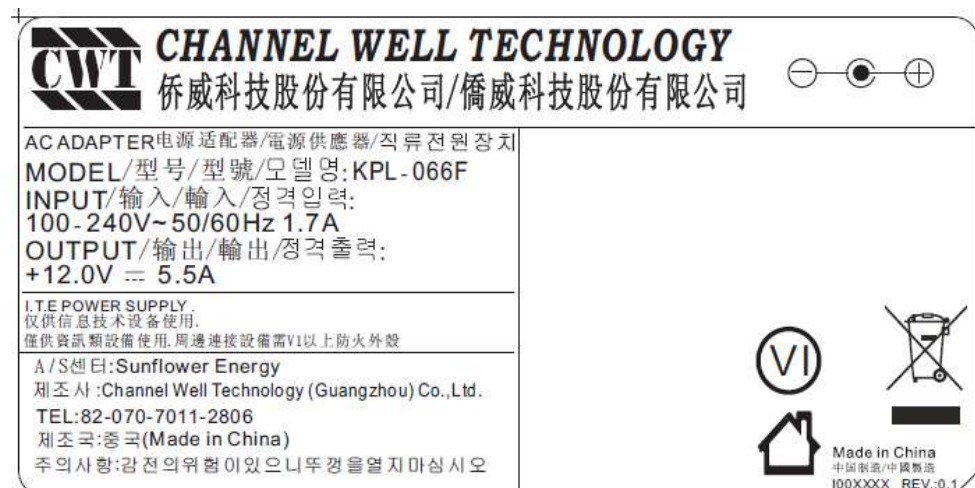 CWT
CHANNEL WELL TECHNOLOGY
侨威科技股份有限公司/僑威科技股份有限公司
AC ADAPTER电源适配器/電源供應器/직류전원장치
MODEL/型号/型號/모델명:KPL-066F
INPUT/输入/輸入/정격입력:
100-240V~50/60Hz 1.7A
OUTPUT/输出/輸出/정격출력:
+12.0V ⎓ 5.5A
I.T.E POWER SUPPLY.
仅供信息技术设备使用.
僅供資訊類設備使用.周邊連接設備需V1以上防火外殼
A/S센터:Sunflower Energy
제조사:Channel Well Technology (Guangzhou) Co.,Ltd.
TEL:82-070-7011-2806
제조국:중국(Made in China)
주의사항:감전의위험이있으니뚜껑을열지마십시오
VI
Made in China
中国制造/中國製造
I00XXXX REV.:0.1